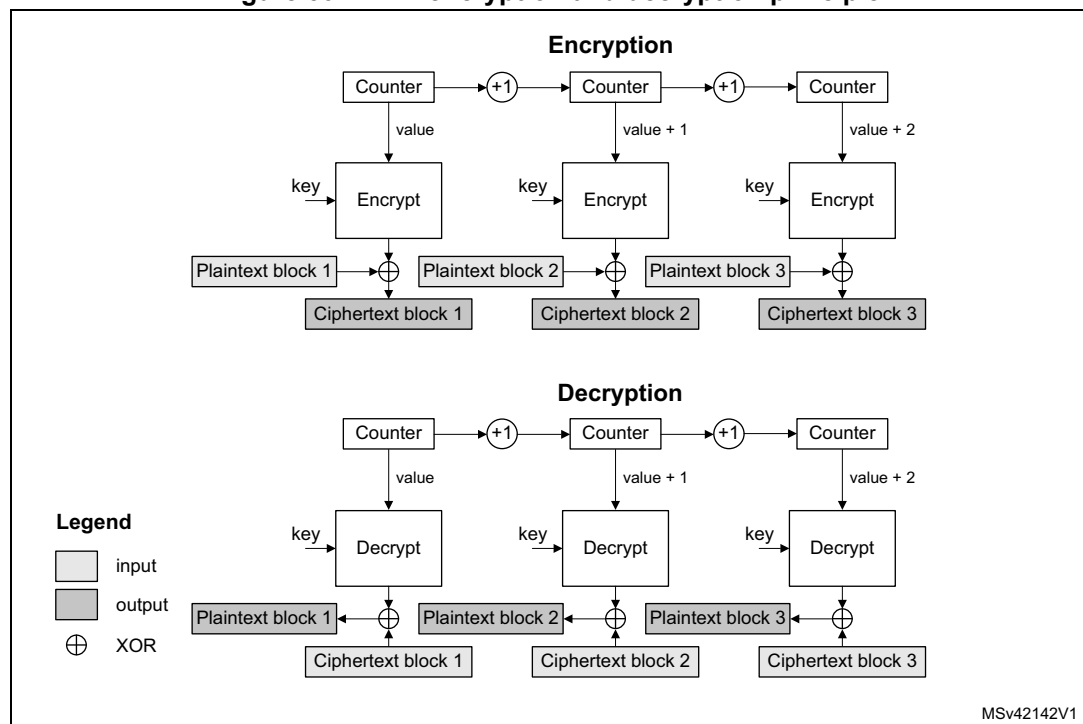 Encryption
Counter +1 Counter +1 Counter
value value + 1 value + 2
key Encrypt key Encrypt key Encrypt
Plaintext block 1 Plaintext block 2 Plaintext block 3
Ciphertext block 1 Ciphertext block 2 Ciphertext block 3
Decryption
Counter +1 Counter +1 Counter
value value + 1 value + 2
key Decrypt key Decrypt key Decrypt
Plaintext block 1 Plaintext block 2 Plaintext block 3
Ciphertext block 1 Ciphertext block 2 Ciphertext block 3
Legend
input
output
XOR
MSv42142V1